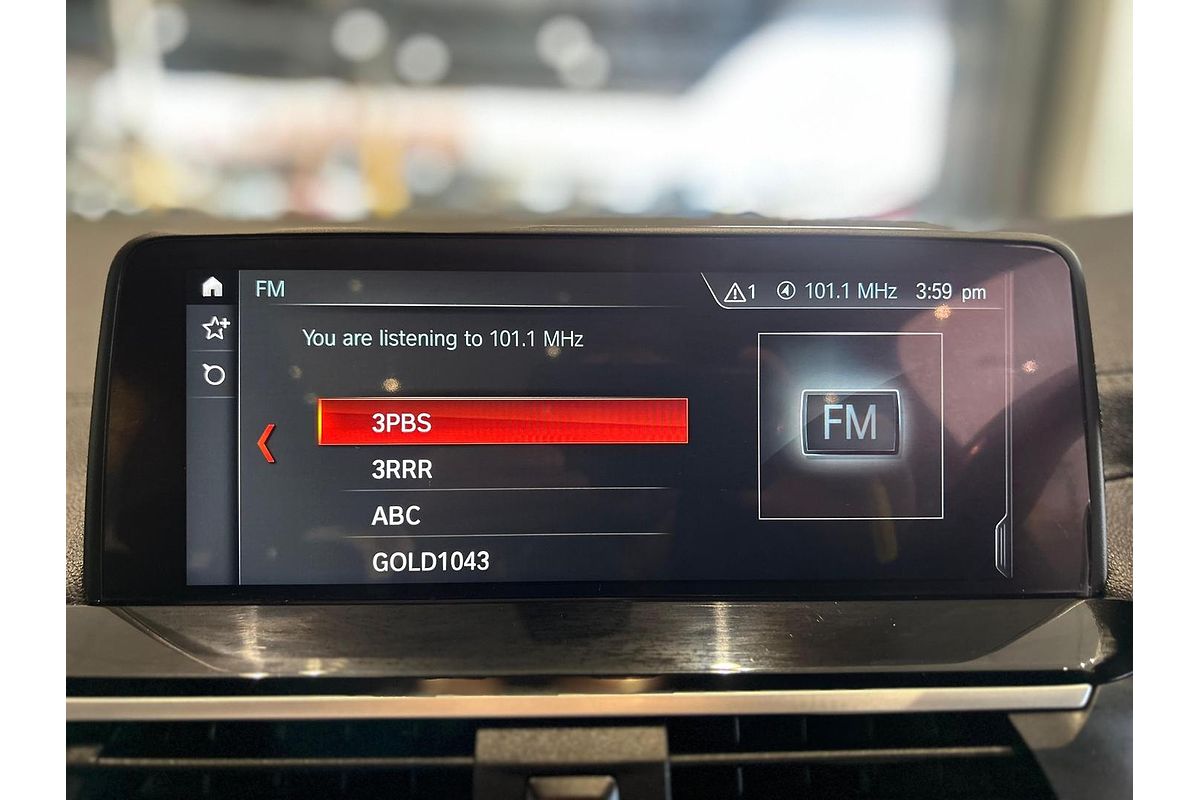 FM
1 101.1 MHz 3:59 pm
You are listening to 101.1 MHz
3PBS
3RRR
ABC
GOLD1043
FM